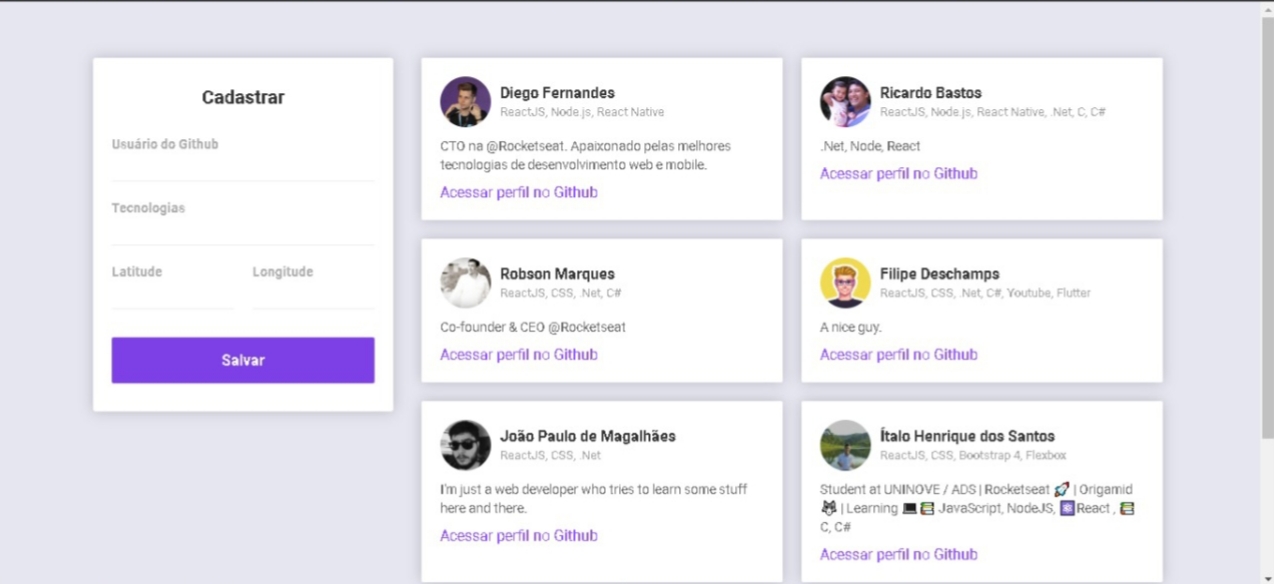 Cadastrar
Usuário do Github
Tecnologias
Latitude
Longitude
Salvar
Diego Fernandes
ReactJS, Node.js, React Native
CTO na @Rocketseat. Apaixonado pelas melhores
tecnologias de desenvolvimento web e mobile.
Acessar perfil no Github
Ricardo Bastos
ReactJS, Node.js, React Native, .Net, C, C#
.Net, Node, React
Acessar perfil no Github
Robson Marques
ReactJS, CSS, .Net, C#
Co-founder & CEO @Rocketseat
Acessar perfil no Github
Filipe Deschamps
ReactJS, CSS, .Net, C#, Youtube, Flutter
A nice guy.
Acessar perfil no Github
João Paulo de Magalhães
ReactJS, CSS, .Net
I'm just a web developer who tries to learn some stuff
here and there.
Acessar perfil no Github
Ítalo Henrique dos Santos
ReactJS, CSS, Bootstrap 4, Flexbox
Student at UNINOVE / ADS | Rocketseat 🚀 | Origamid
🐺 | Learning 💻 📚 JavaScript, NodeJS, ⚛️ React , 📚
C, C#
Acessar perfil no Github